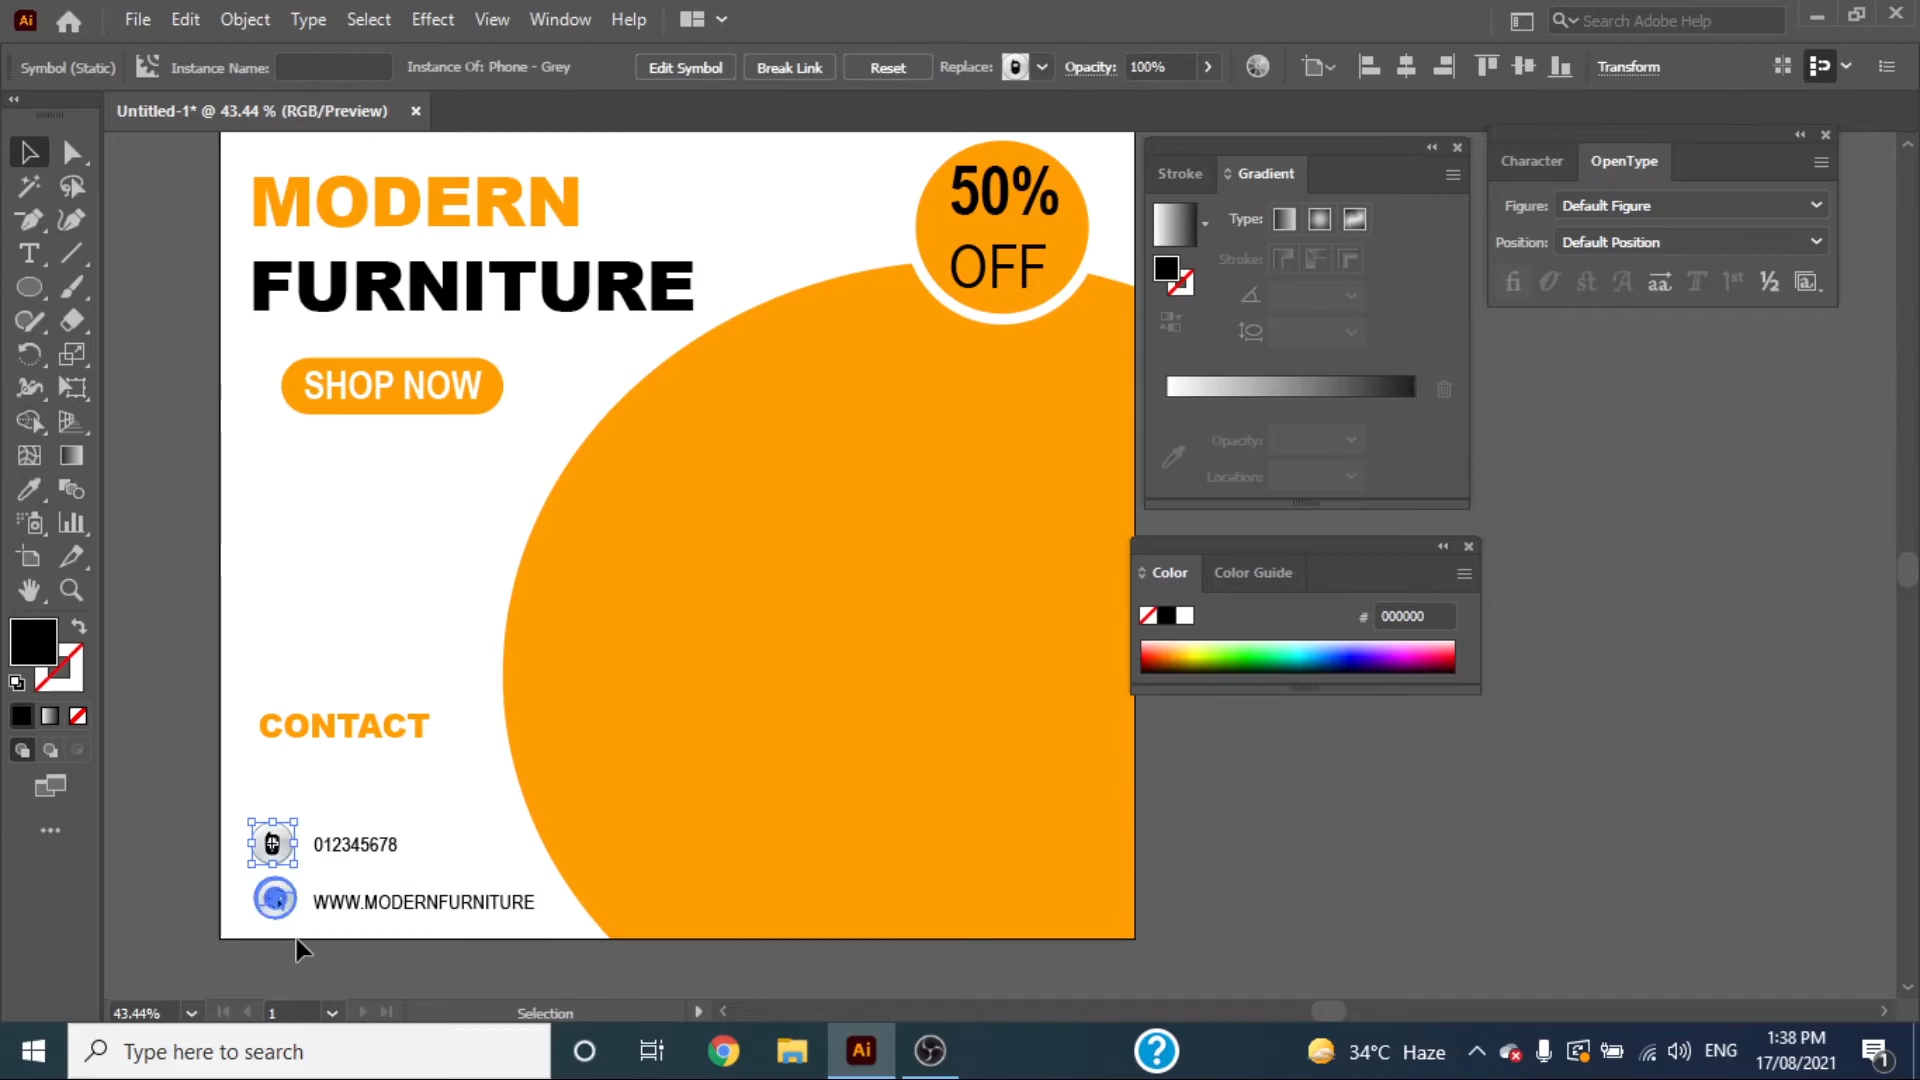 Ai File Edit Object Type Select Effect View Window Help Search Adobe Help
Symbol (Static) Instance Name: Instance Of: Phone - Grey Edit Symbol Break Link Reset Replace: Opacity: 100% Transform
Untitled-1* @ 43.44 % (RGB/Preview)
MODERN
FURNITURE
50%
OFF
SHOP NOW
CONTACT
012345678
WWW.MODERNFURNITURE
Stroke Gradient
Type:
Stroke:
Opacity:
Location:
Character OpenType
Figure: Default Figure
Position: Default Position
Color Color Guide
# 000000
43.44% 1 Selection
Type here to search
Ai
34°C Haze
ENG
1:38 PM
17/08/2021
1